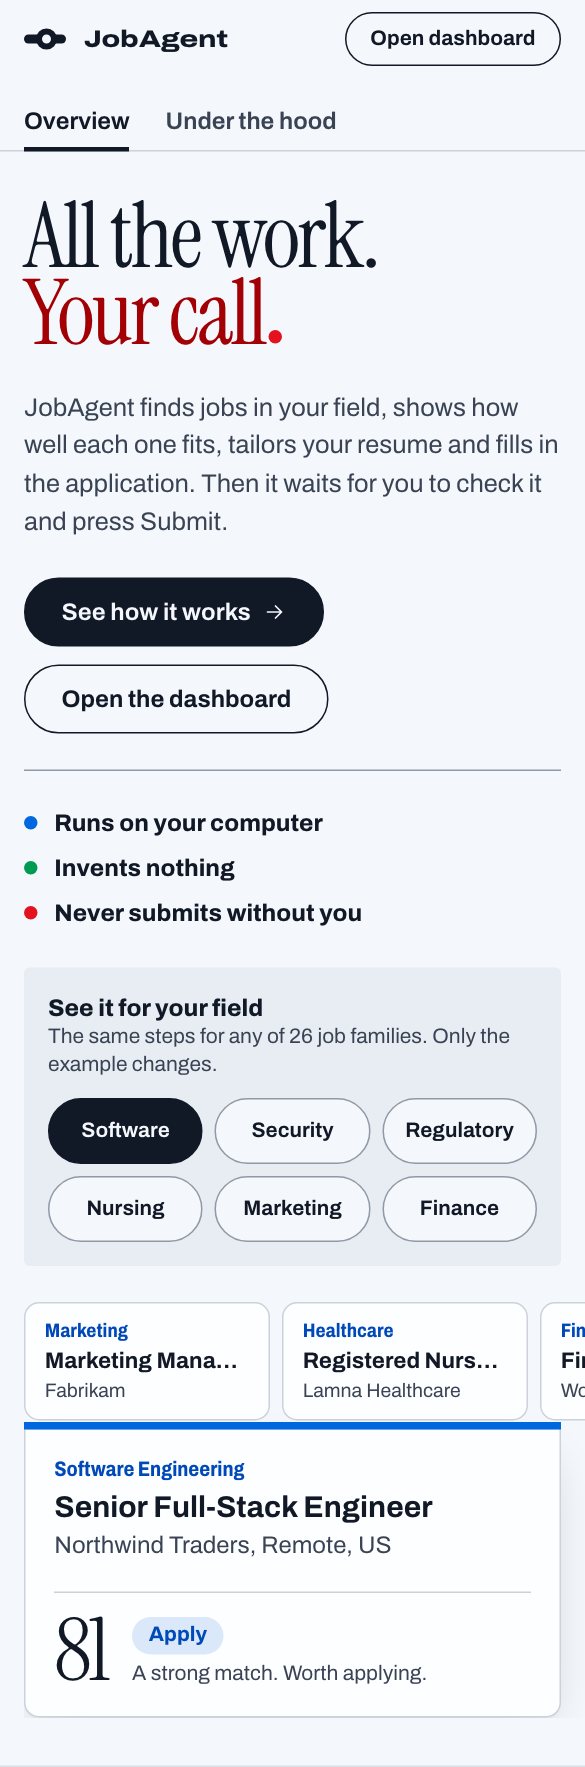 JobAgent
Open dashboard
Overview
Under the hood
All the work.
Your call.
JobAgent finds jobs in your field, shows how
well each one fits, tailors your resume and fills in
the application. Then it waits for you to check it
and press Submit.
See how it works →
Open the dashboard
Runs on your computer
Invents nothing
Never submits without you
See it for your field
The same steps for any of 26 job families. Only the
example changes.
Software
Security
Regulatory
Nursing
Marketing
Finance
Marketing
Marketing Mana...
Fabrikam
Healthcare
Registered Nurs...
Lamna Healthcare
Software Engineering
Senior Full-Stack Engineer
Northwind Traders, Remote, US
81
Apply
A strong match. Worth applying.